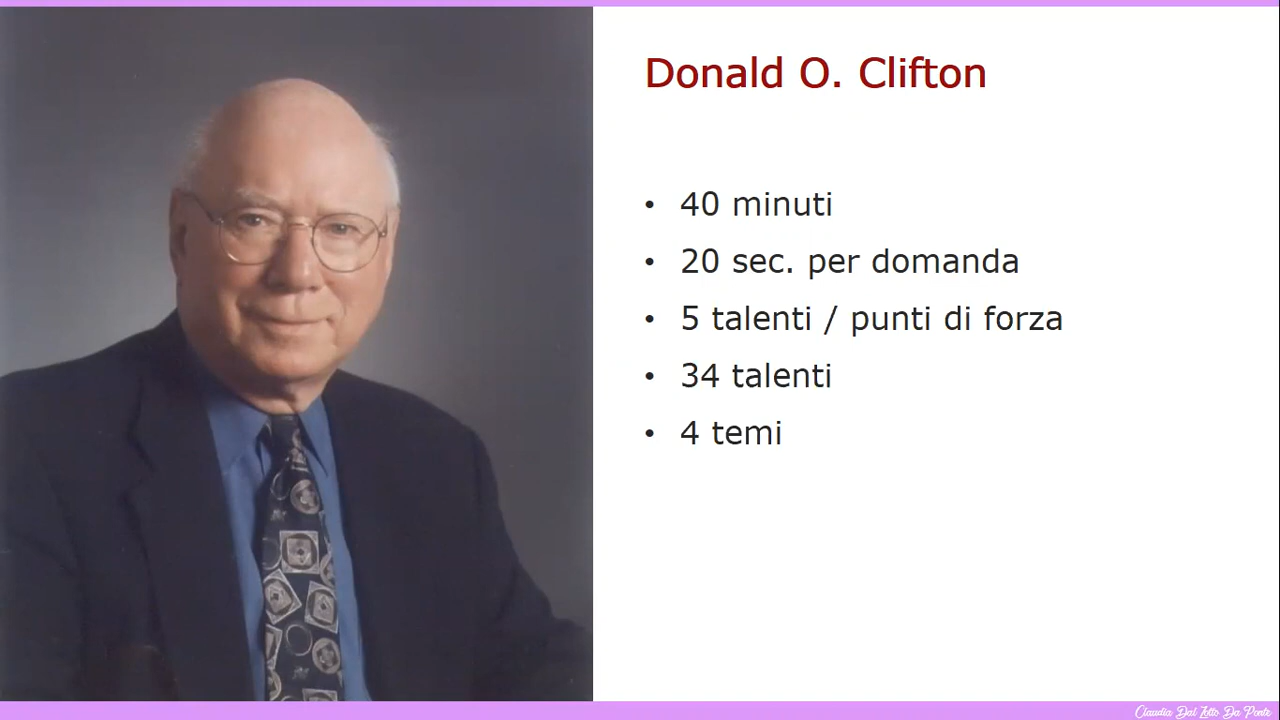 Donald O. Clifton
• 40 minuti
• 20 sec. per domanda
• 5 talenti / punti di forza
• 34 talenti
• 4 temi
Claudia Dal Zotto Da Ponte